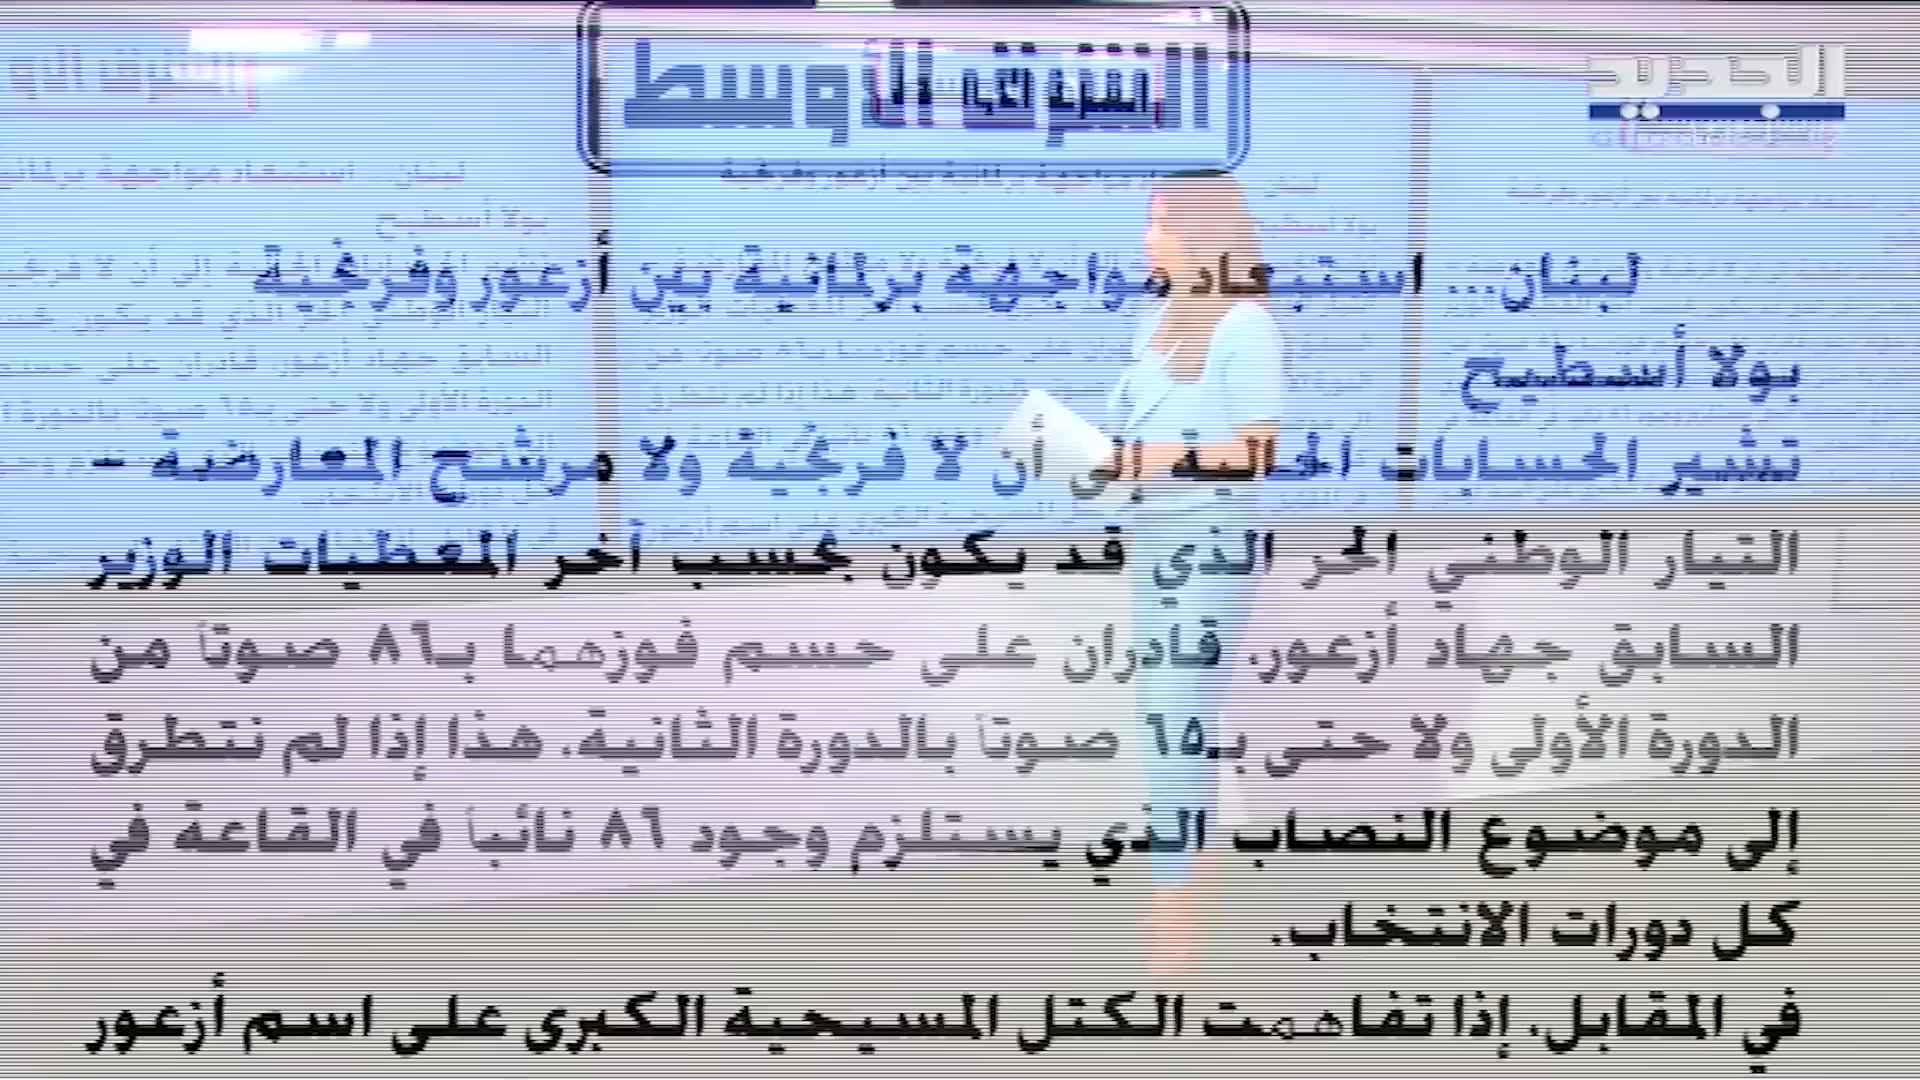 الشرق الأوسط
الجديد
لبنان... استبعاد مواجهة برلمانية بين أزعور وفرنجية
بولا أسطيح
تشير الحسابات الحالية إلى أن لا فرنجية ولا مرشح المعارضة -
التيار الوطني الحر الذي قد يكون بحسب آخر المعطيات الوزير
السابق جهاد أزعور، قادران على حسم فوزهما بـ٨٦ صوتاً من
الدورة الأولى ولا حتى بـ٦٥ صوتاً بالدورة الثانية، هذا إذا لم نتطرق
إلى موضوع النصاب الذي يستلزم وجود ٨٦ نائباً في القاعة في
كل دورات الانتخاب.
في المقابل، إذا تفاهمت الكتل المسيحية الكبرى على اسم أزعور